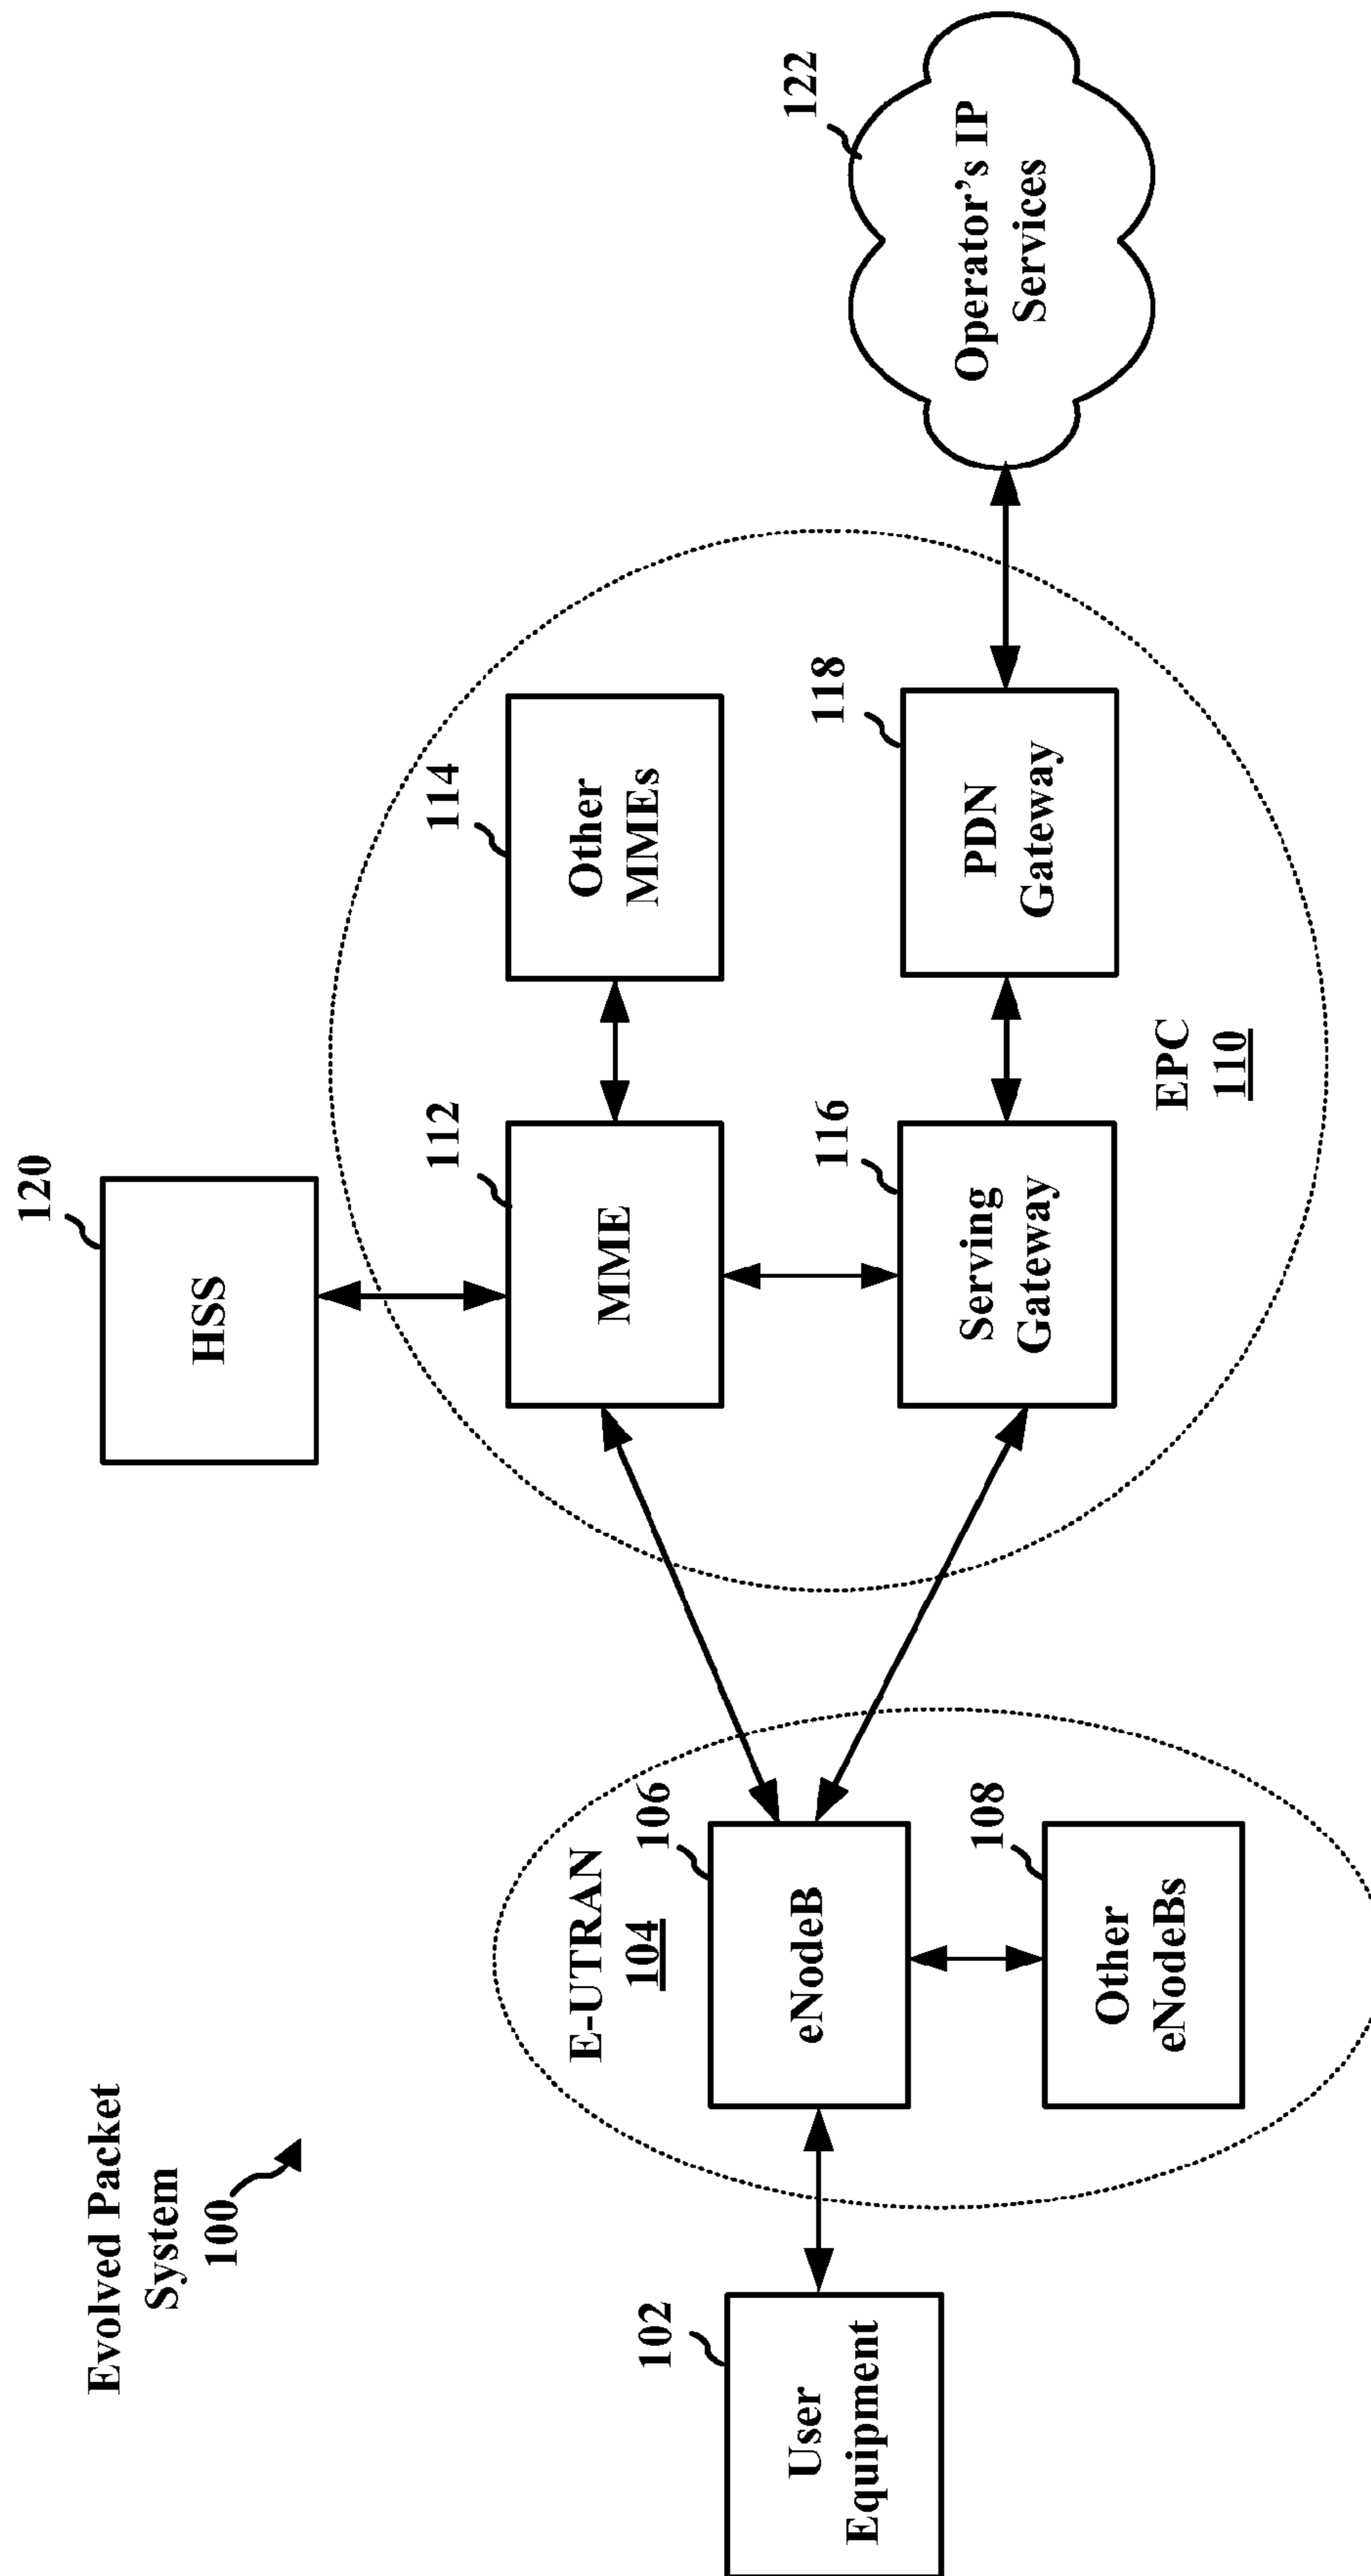 Evolved Packet
System
100
120
HSS
E-UTRAN
104
102
User
Equipment
106
eNodeB
108
Other
eNodeBs
112
MME
114
Other
MMEs
116
Serving
Gateway
118
PDN
Gateway
EPC
110
122
Operator’s IP
Services